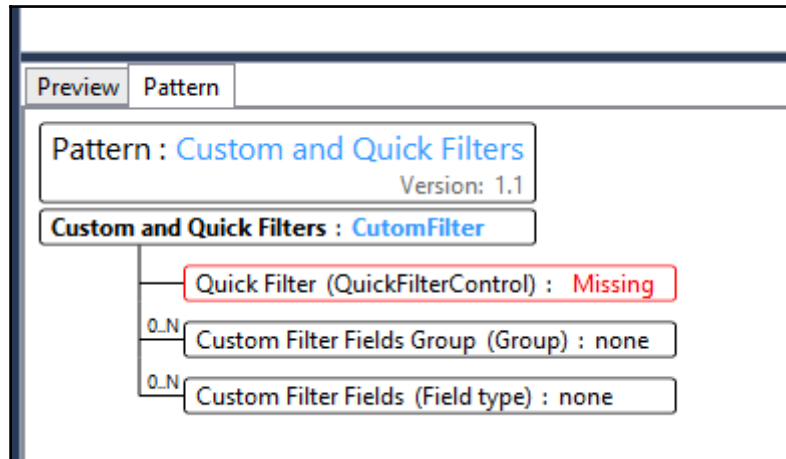 Preview Pattern
Pattern : Custom and Quick Filters
Version: 1.1
Custom and Quick Filters : CutomFilter
Quick Filter (QuickFilterControl) : Missing
0..N Custom Filter Fields Group (Group) : none
0..N Custom Filter Fields (Field type) : none